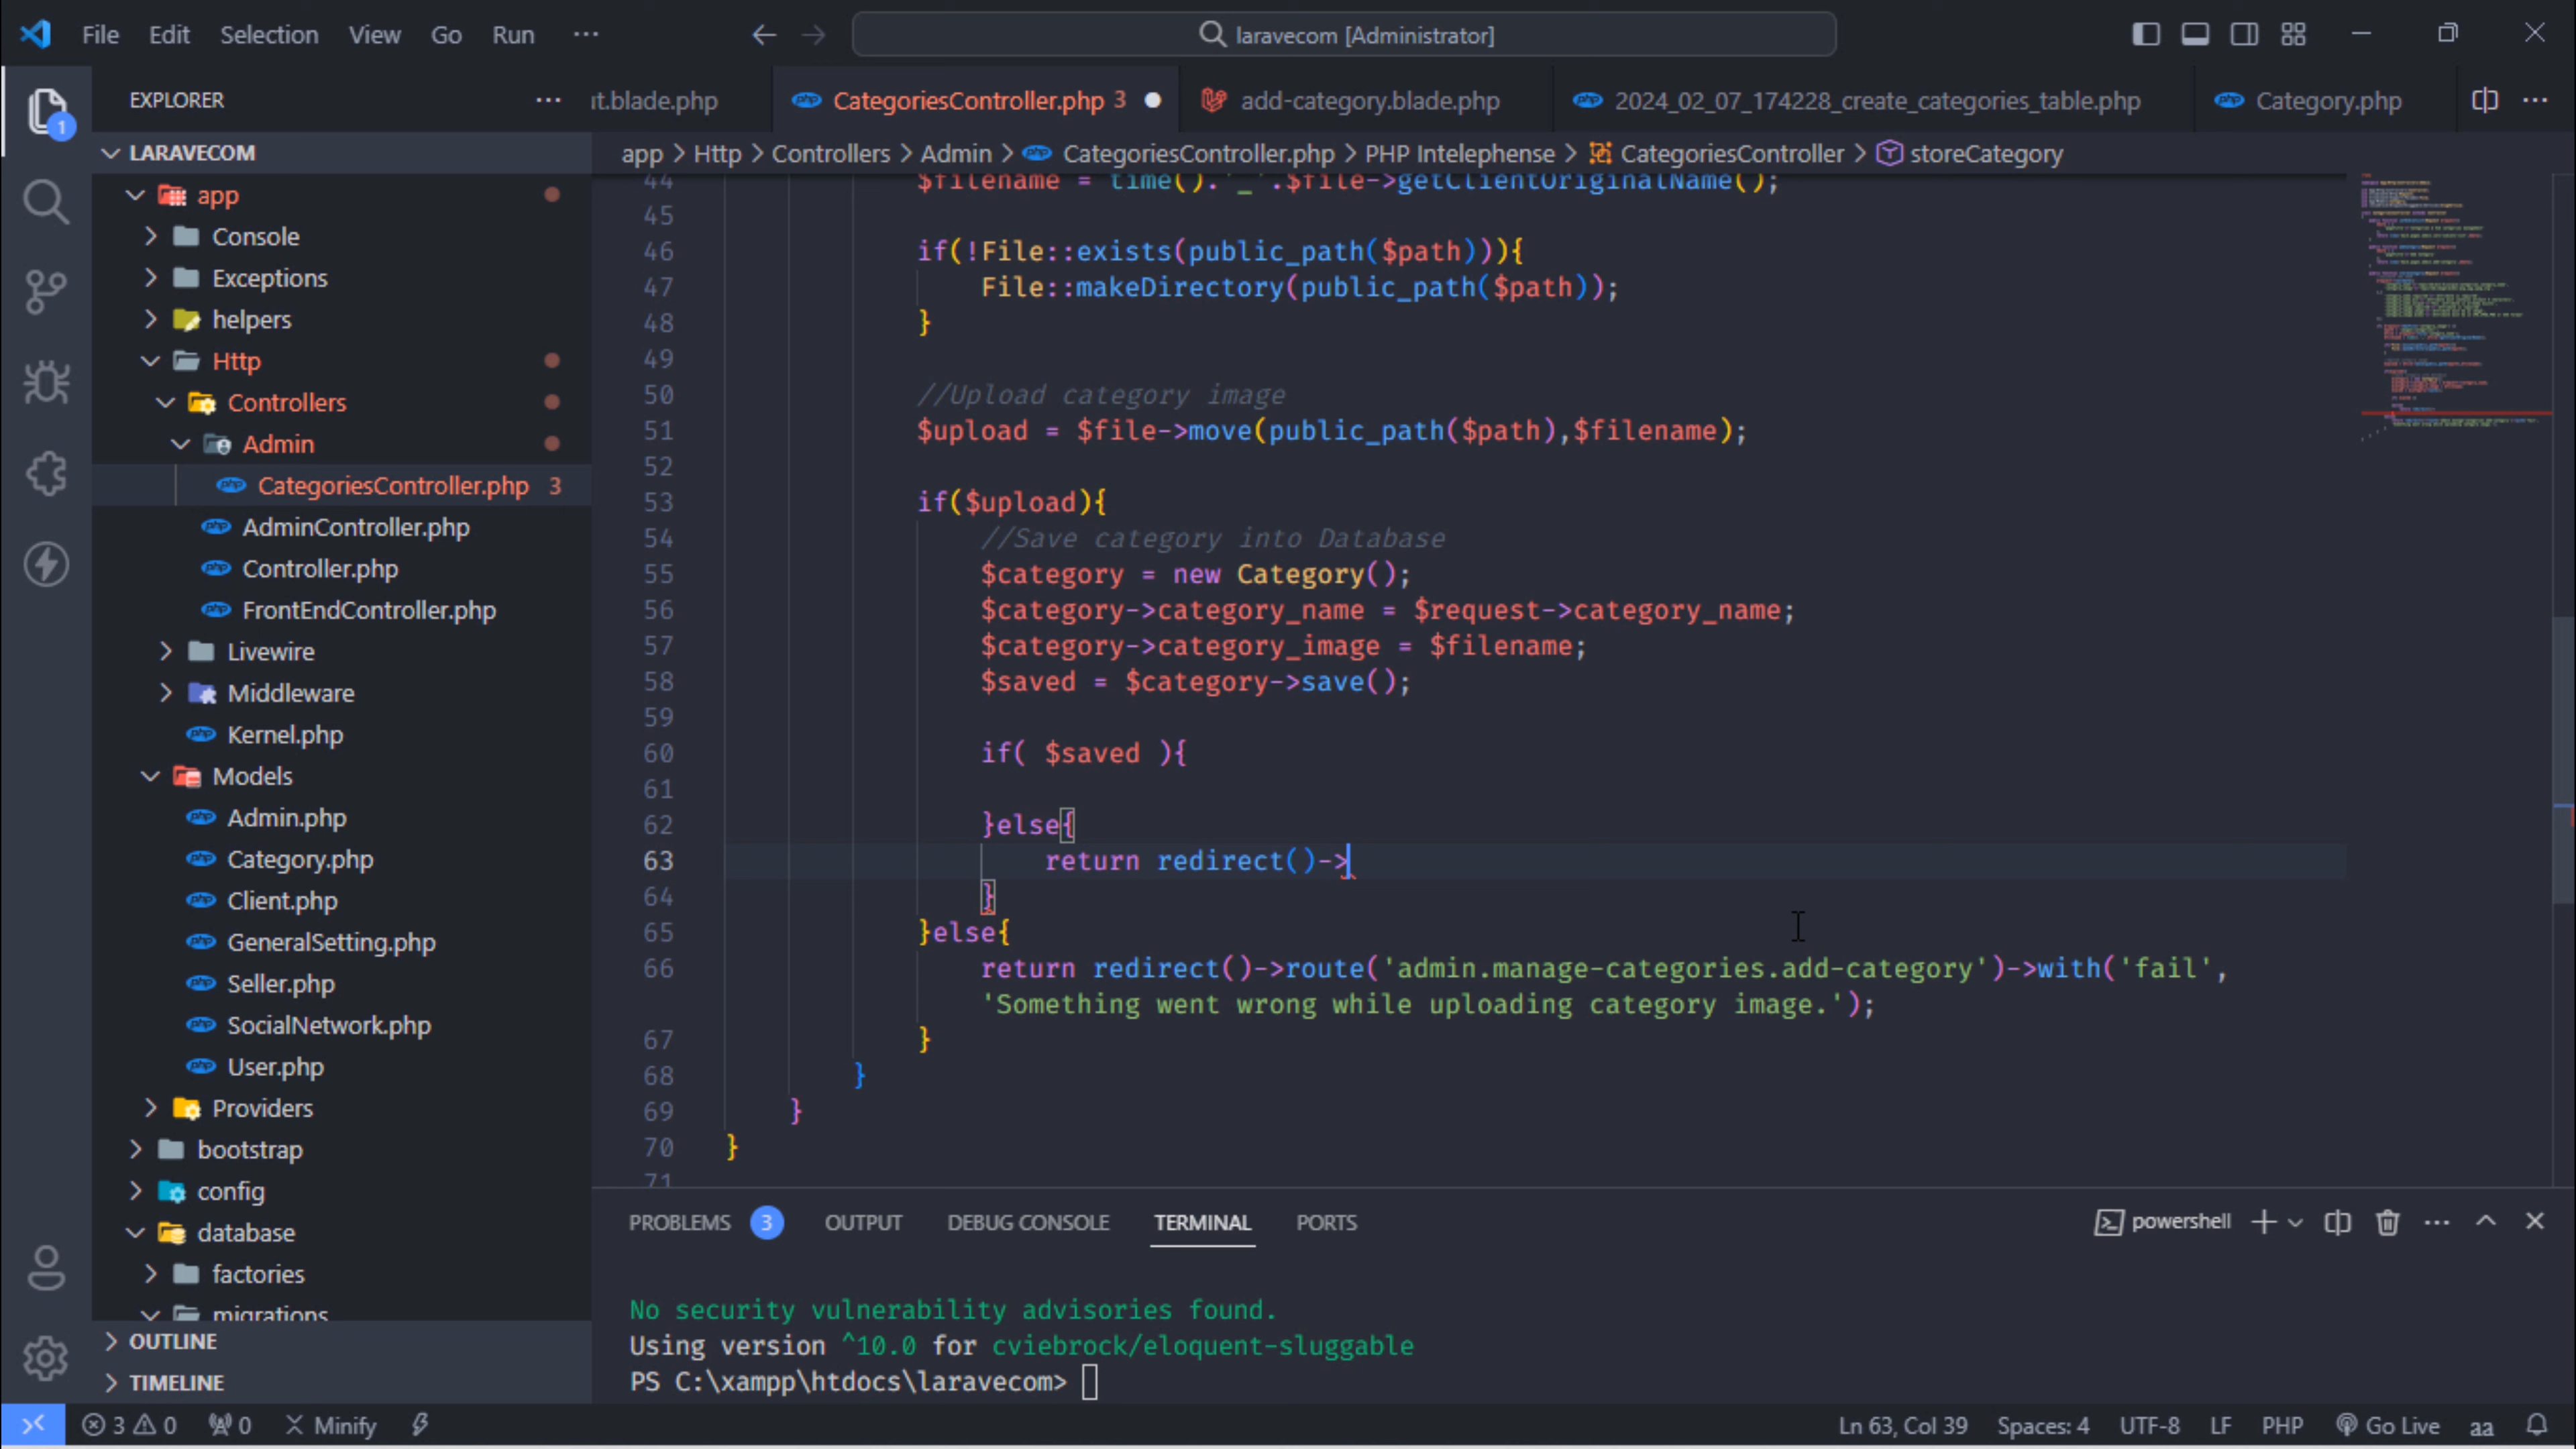 File Edit Selection View Go Run ··· laravecom [Administrator]
EXPLORER ···
ut.blade.php CategoriesController.php 3 add-category.blade.php 2024_02_07_174228_create_categories_table.php Category.php ···
app > Http > Controllers > Admin > CategoriesController.php > PHP Intelephense > CategoriesController > storeCategory
1
LARAVECOM
app
Console
Exceptions
helpers
Http
Controllers
Admin
CategoriesController.php 3
AdminController.php
Controller.php
FrontEndController.php
Livewire
Middleware
Kernel.php
Models
Admin.php
Category.php
Client.php
GeneralSetting.php
Seller.php
SocialNetwork.php
User.php
Providers
bootstrap
config
database
factories
migrations
OUTLINE
TIMELINE
44 $filename = time().'_'.$file->getClientOriginalName();
45
46 if(!File::exists(public_path($path))){
47 File::makeDirectory(public_path($path));
48 }
49
50 //Upload category image
51 $upload = $file->move(public_path($path),$filename);
52
53 if($upload){
54 //Save category into Database
55 $category = new Category();
56 $category->category_name = $request->category_name;
57 $category->category_image = $filename;
58 $saved = $category->save();
59
60 if( $saved ){
61
62 }else{
63 return redirect()->
64 }
65 }else{
66 return redirect()->route('admin.manage-categories.add-category')->with('fail',
'Something went wrong while uploading category image.');
67 }
68 }
69 }
70 }
71
PROBLEMS 3 OUTPUT DEBUG CONSOLE TERMINAL PORTS powershell ···
No security vulnerability advisories found.
Using version ^10.0 for cviebrock/eloquent-sluggable
PS C:\xampp\htdocs\laravecom>
3 0 0 Minify Ln 63, Col 39 Spaces: 4 UTF-8 LF PHP Go Live aa